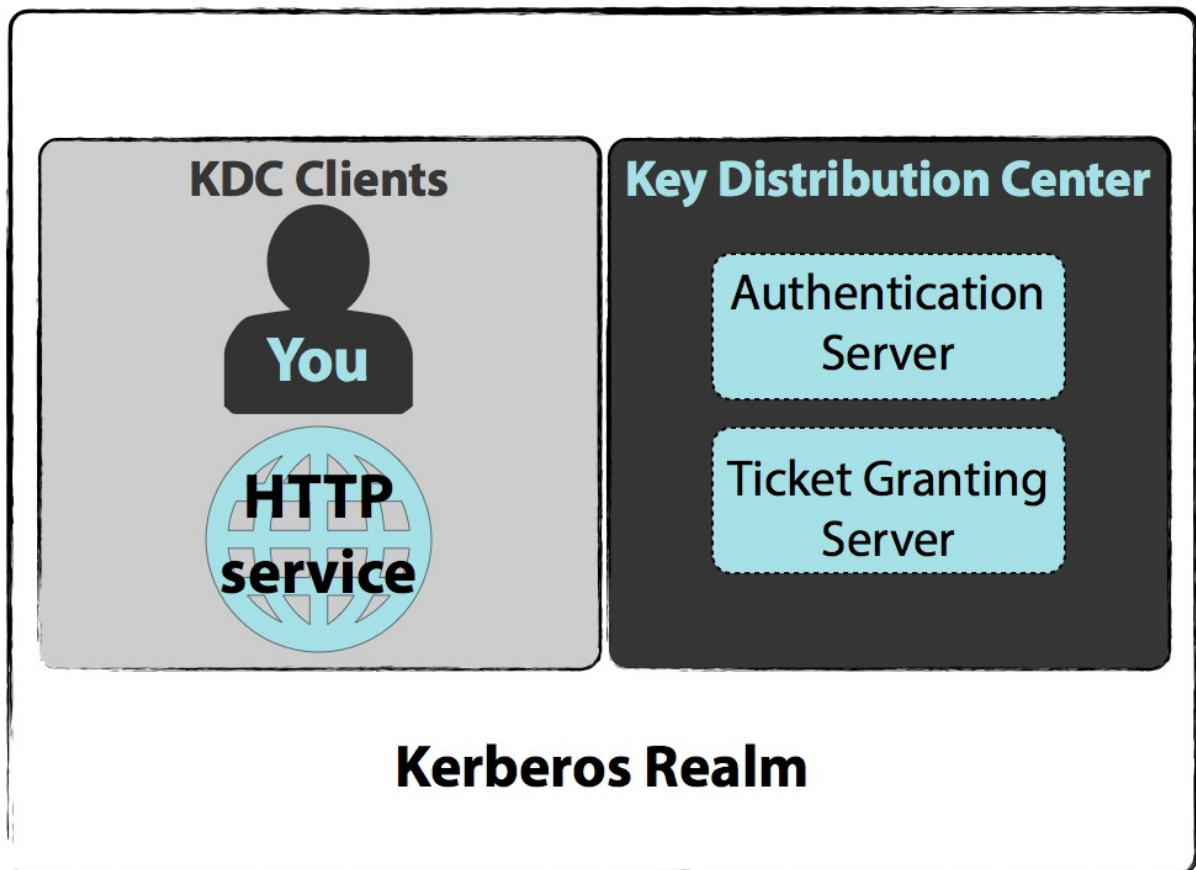 KDC Clients
You
HTTP
service
Key Distribution Center
Authentication
Server
Ticket Granting
Server
Kerberos Realm